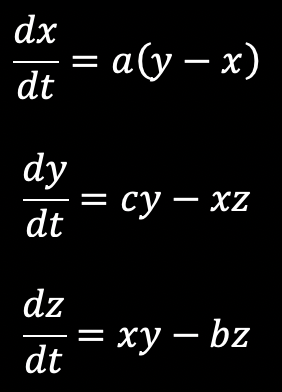 dx/dt = a(y − x)
dy/dt = cy − xz
dz/dt = xy − bz